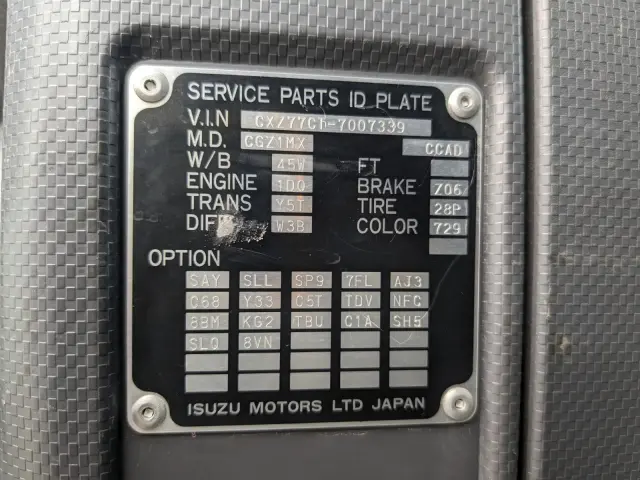 SERVICE PARTS ID PLATE
V.I.N CXZ77CT-7007339
M.D. CGZ1MX CCAD
W/B 45W FT
ENGINE 1DQ BRAKE Z06
TRANS Y5T TIRE 28P
DIFF W3B COLOR 729
OPTION
SAY SLL SP9 7FL AJ3
C68 Y33 C5T TDV NFC
8BM KG2 TBU C1A SH5
SLQ 8VN
ISUZU MOTORS LTD JAPAN